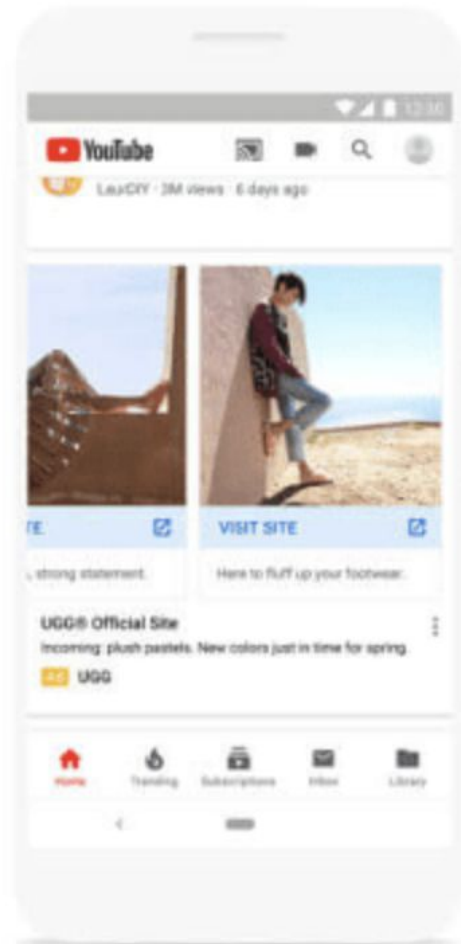 12:30
YouTube
LaurDIY · 3M views · 6 days ago
TE
VISIT SITE
, strong statement.
Here to fluff up your footwear.
UGG® Official Site
Incoming: plush pastels. New colors just in time for spring.
Ad UGG
Home Trending Subscriptions Inbox Library